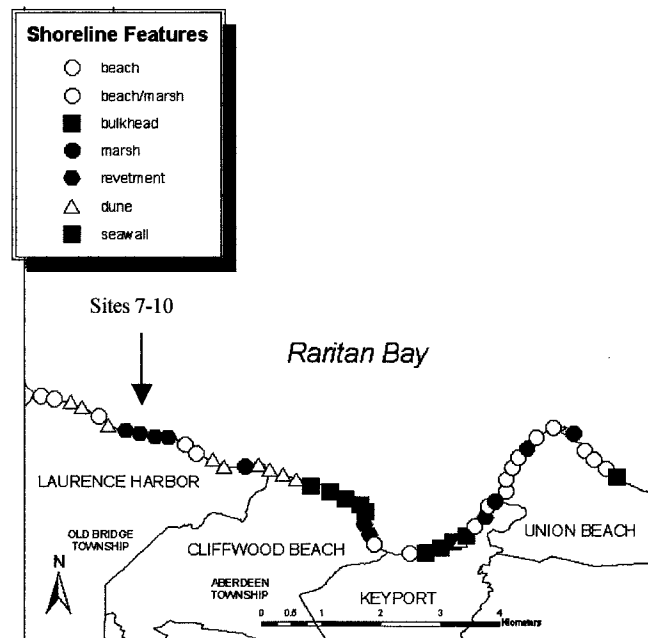 Shoreline Features
beach
beach/marsh
bulkhead
marsh
revetment
dune
seawall
Sites 7-10
Raritan Bay
LAURENCE HARBOR
OLD BRIDGE
TOWNSHIP
CLIFFWOOD BEACH
UNION BEACH
ABERDEEN
TOWNSHIP
KEYPORT
N
0 0.5 1 2 3 4
Kilometers